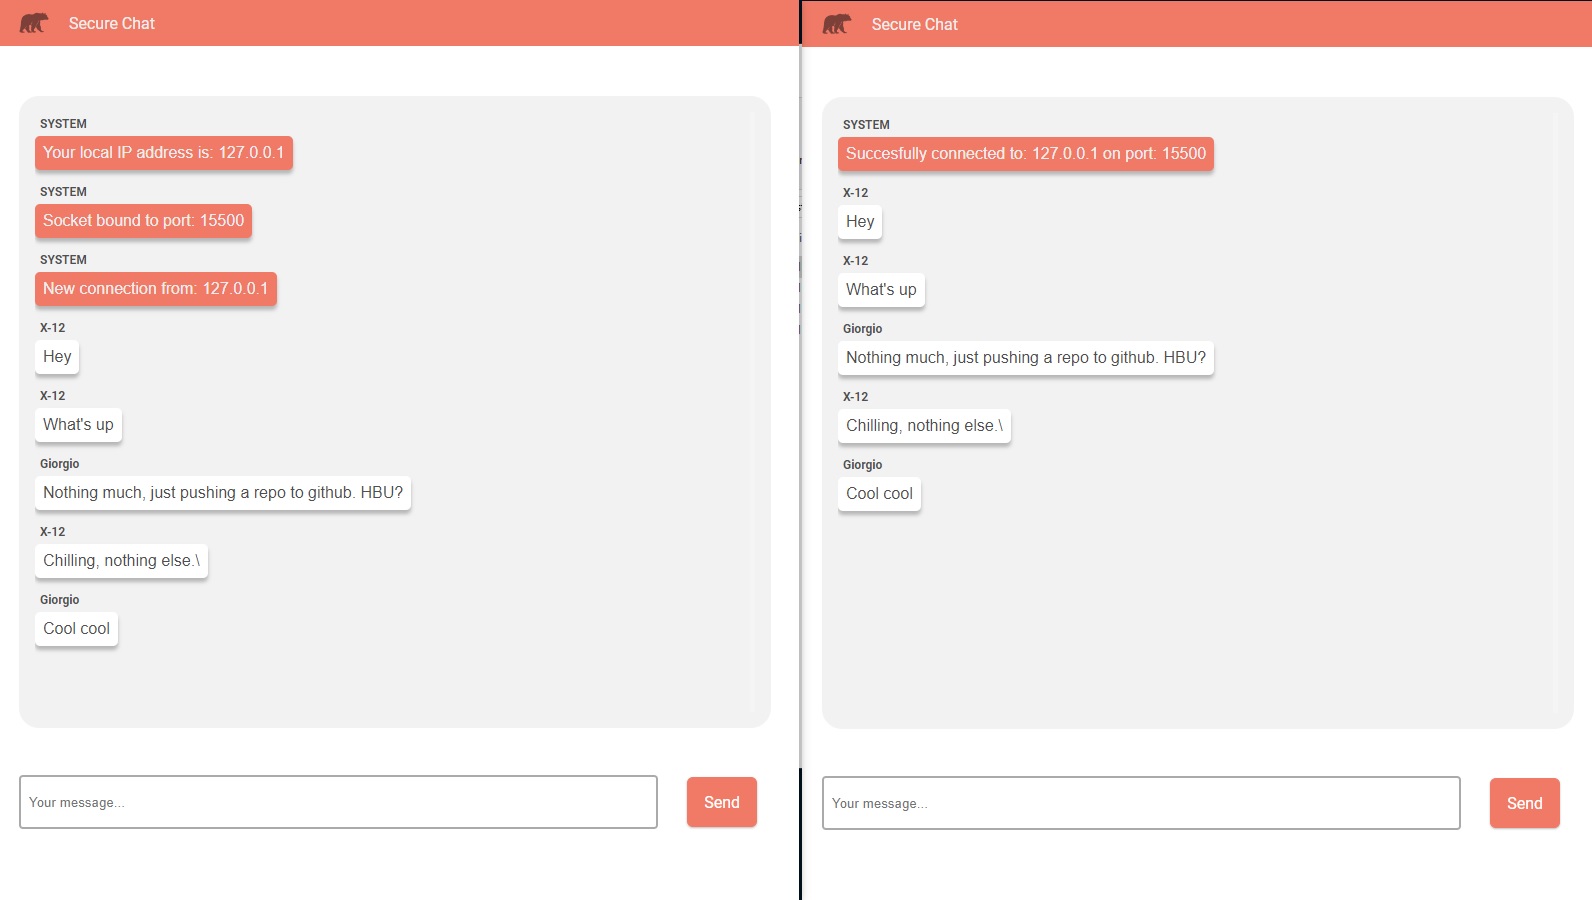 Secure Chat
SYSTEM
Your local IP address is: 127.0.0.1
SYSTEM
Socket bound to port: 15500
SYSTEM
New connection from: 127.0.0.1
X-12
Hey
X-12
What's up
Giorgio
Nothing much, just pushing a repo to github. HBU?
X-12
Chilling, nothing else.\
Giorgio
Cool cool
Your message...
Send
Secure Chat
SYSTEM
Succesfully connected to: 127.0.0.1 on port: 15500
X-12
Hey
X-12
What's up
Giorgio
Nothing much, just pushing a repo to github. HBU?
X-12
Chilling, nothing else.\
Giorgio
Cool cool
Your message...
Send